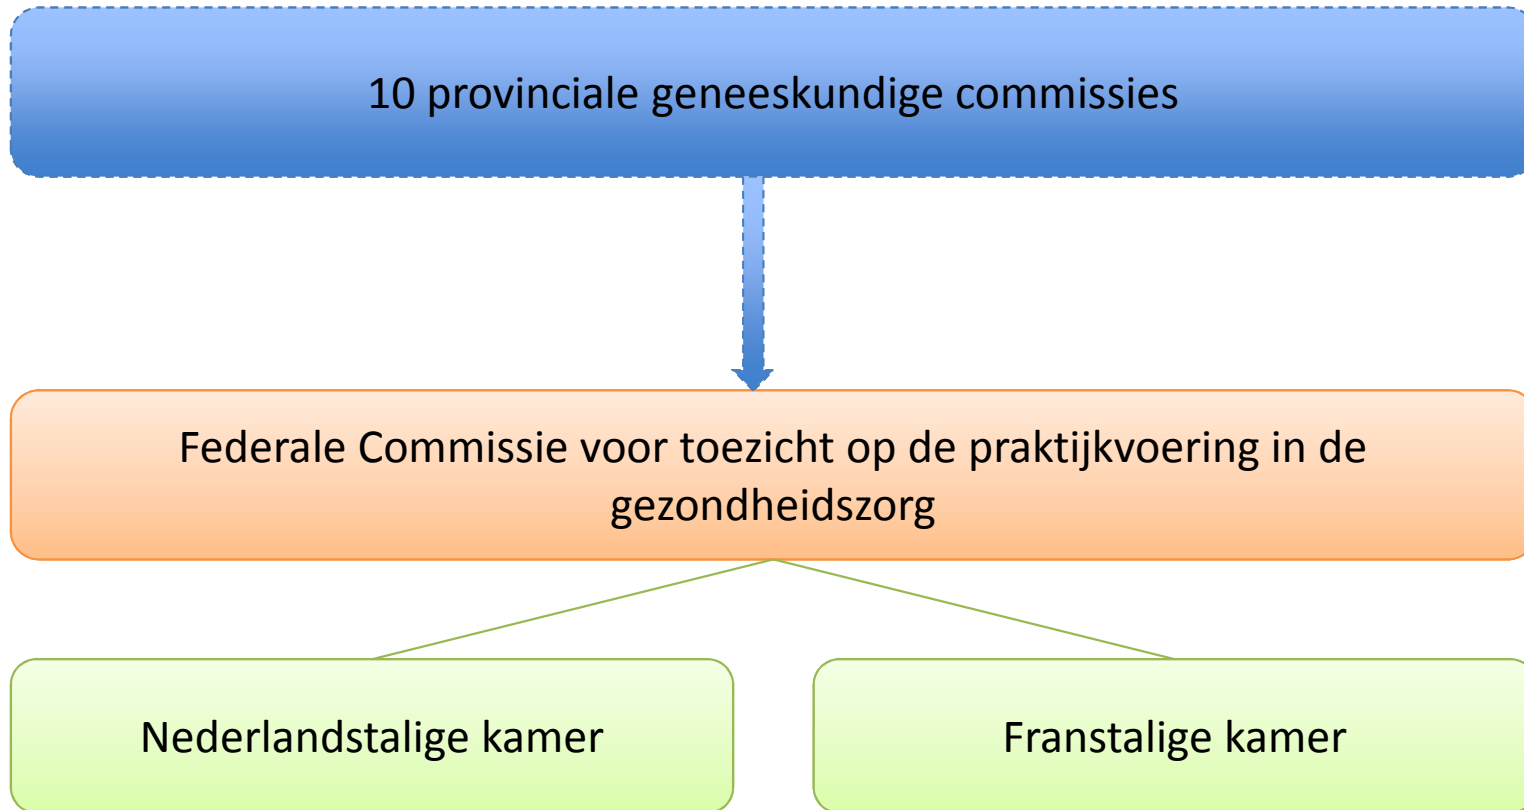 10 provinciale geneeskundige commissies
Federale Commissie voor toezicht op de praktijkvoering in de
gezondheidszorg
Nederlandstalige kamer
Franstalige kamer